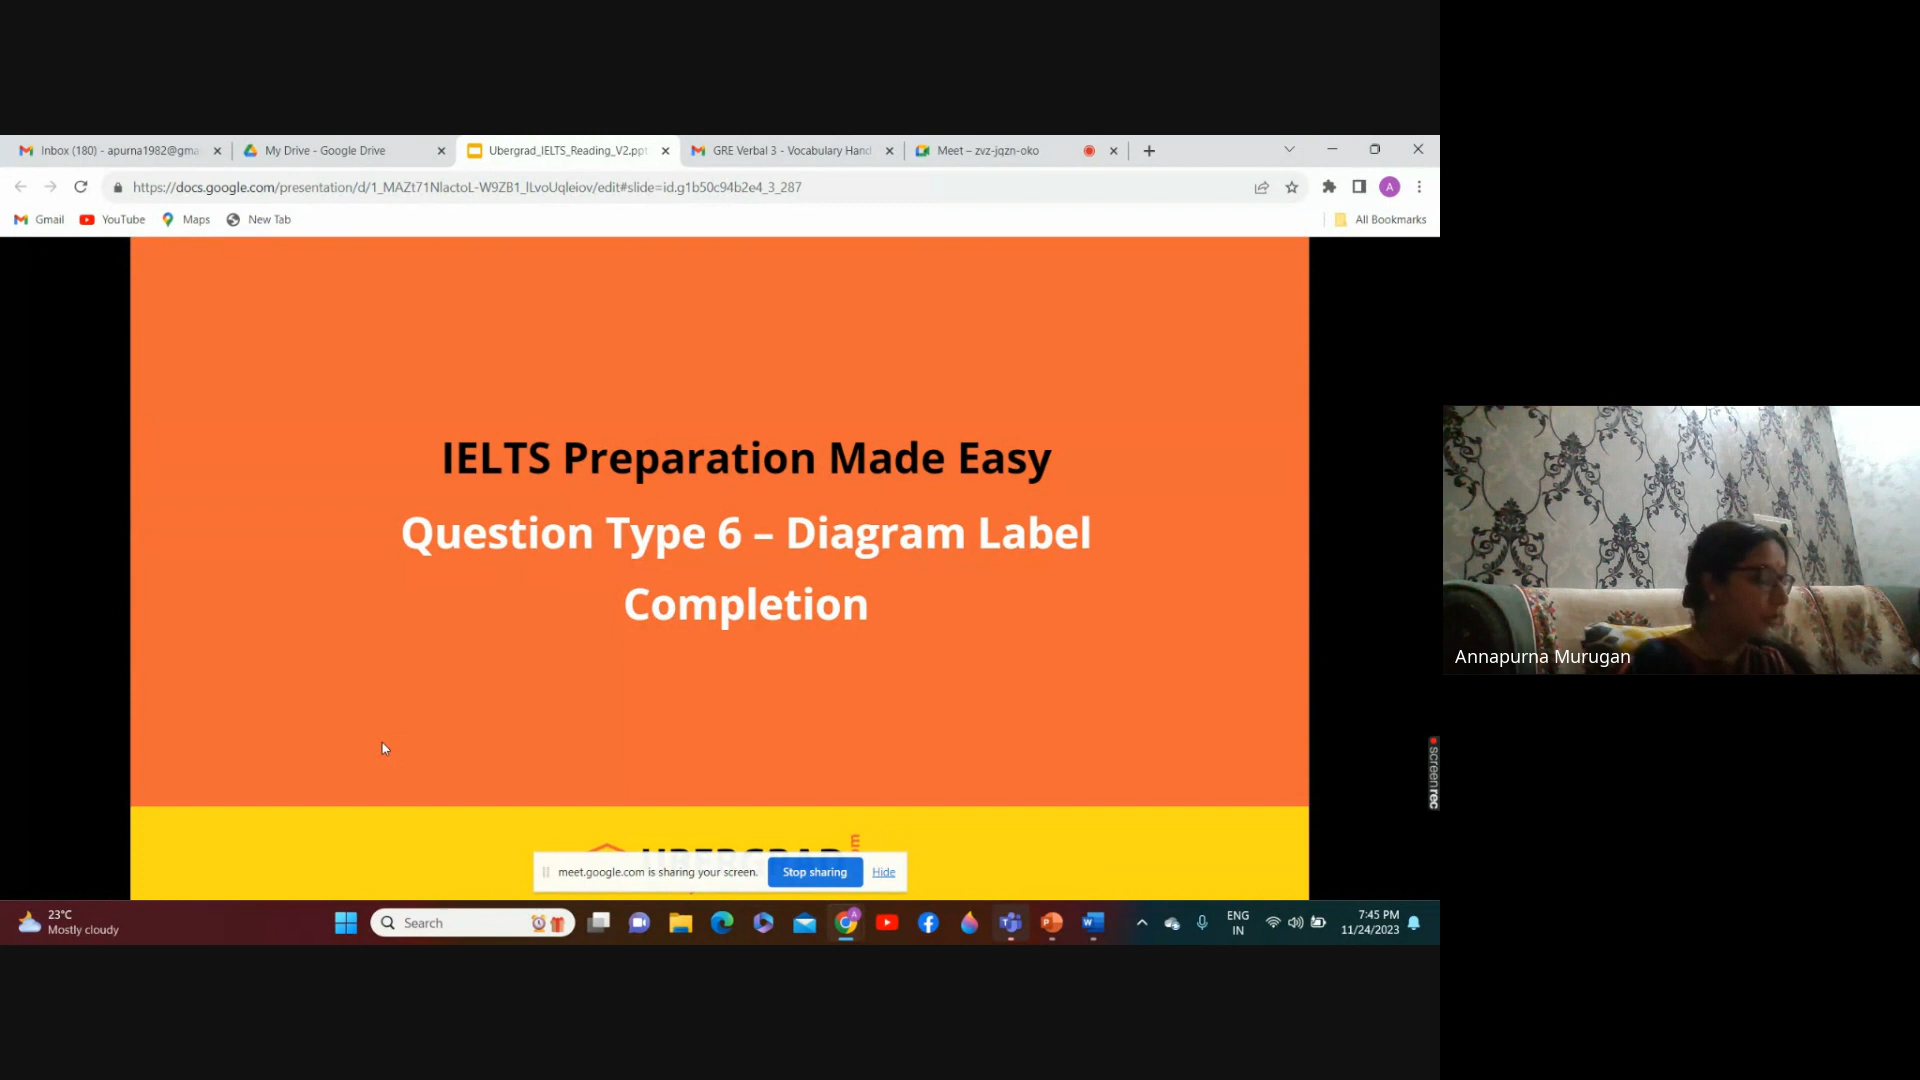 Inbox (180) - apurna1982@gma
My Drive - Google Drive
Ubergrad_IELTS_Reading_V2.ppt
GRE Verbal 3 - Vocabulary Hand
Meet – zvz-jqzn-oko
https://docs.google.com/presentation/d/1_MAZt71NlactoL-W9ZB1_lLvoUqleiov/edit#slide=id.g1b50c94b2e4_3_287
A
Gmail
YouTube
Maps
New Tab
All Bookmarks
IELTS Preparation Made Easy
Question Type 6 – Diagram Label
Completion
Annapurna Murugan
screenrec
UBERGRAD
meet.google.com is sharing your screen.
Stop sharing
Hide
23°C
Mostly cloudy
Search
ENG
IN
7:45 PM
11/24/2023